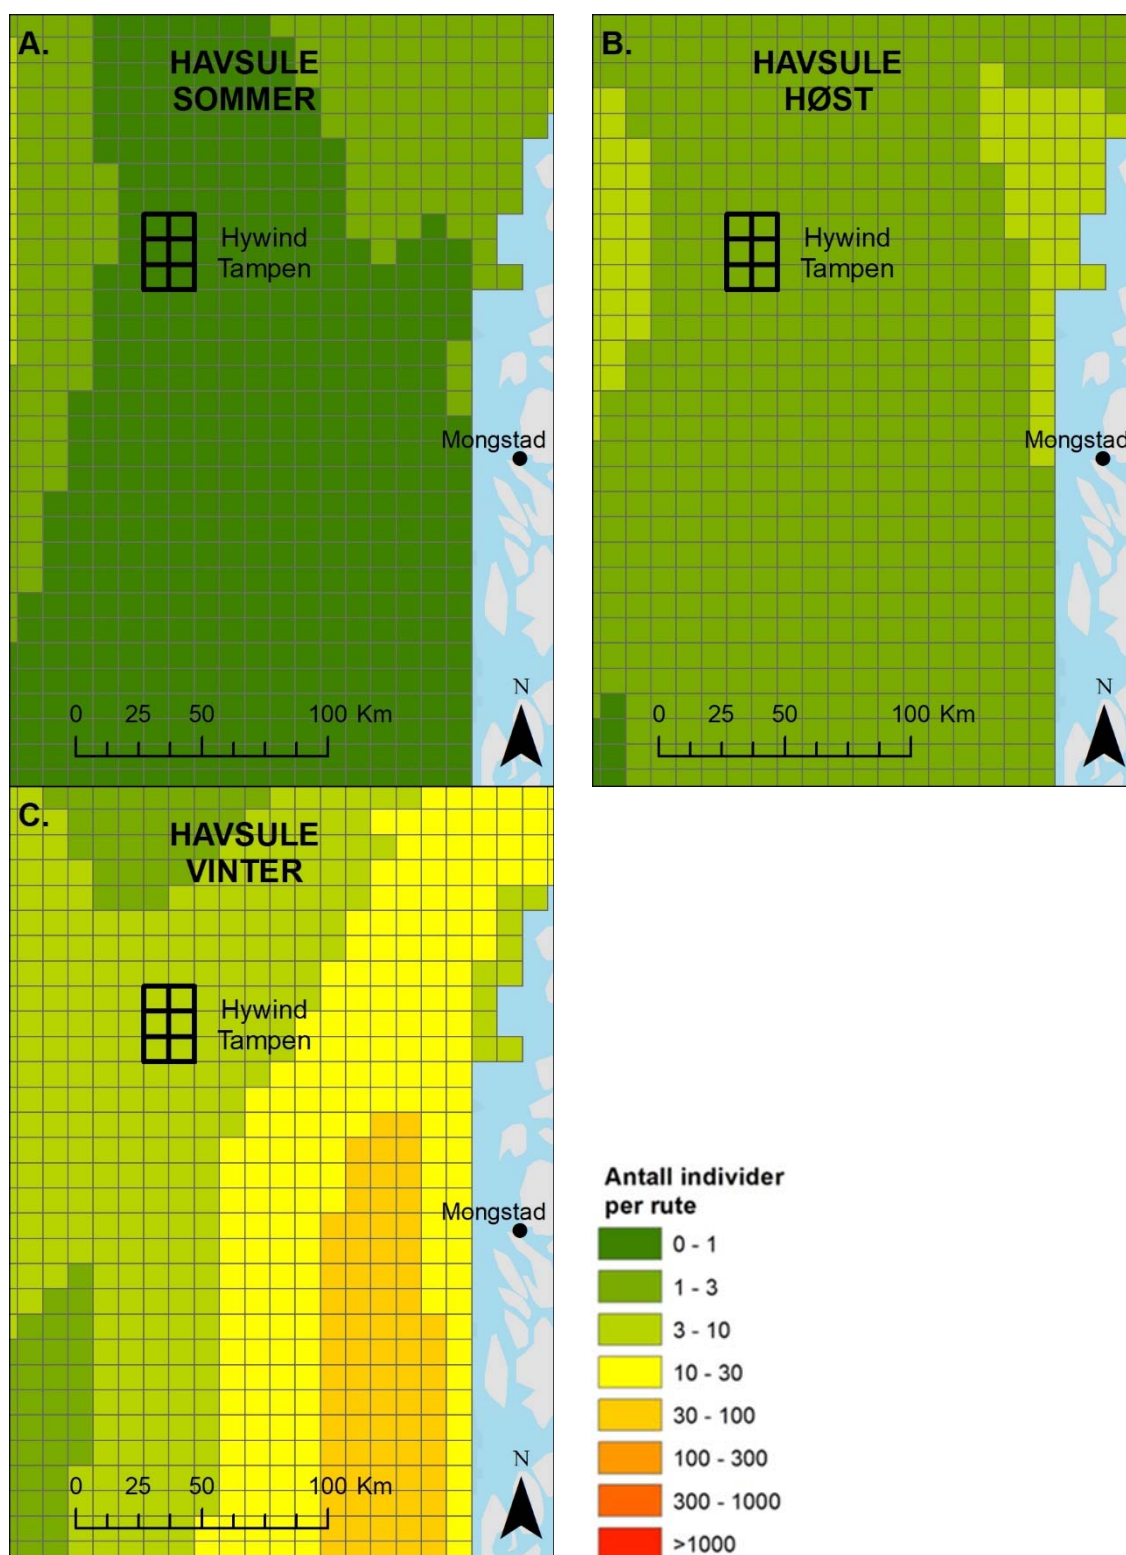 A.
HAVSULE
SOMMER
Hywind
Tampen
Mongstad
N
0 25 50 100 Km
B.
HAVSULE
HØST
Hywind
Tampen
Mongstad
N
0 25 50 100 Km
C.
HAVSULE
VINTER
Hywind
Tampen
Mongstad
N
0 25 50 100 Km
Antall individer
per rute
0 - 1
1 - 3
3 - 10
10 - 30
30 - 100
100 - 300
300 - 1000
>1000